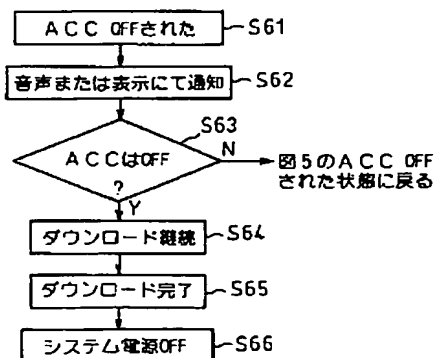 ACC OFFされた
S61
音声または表示にて通知
S62
S63
ACCはOFF
?
N
図5のACC OFF
された状態に戻る
Y
ダウンロード継続
S64
ダウンロード完了
S65
システム電源OFF
S66